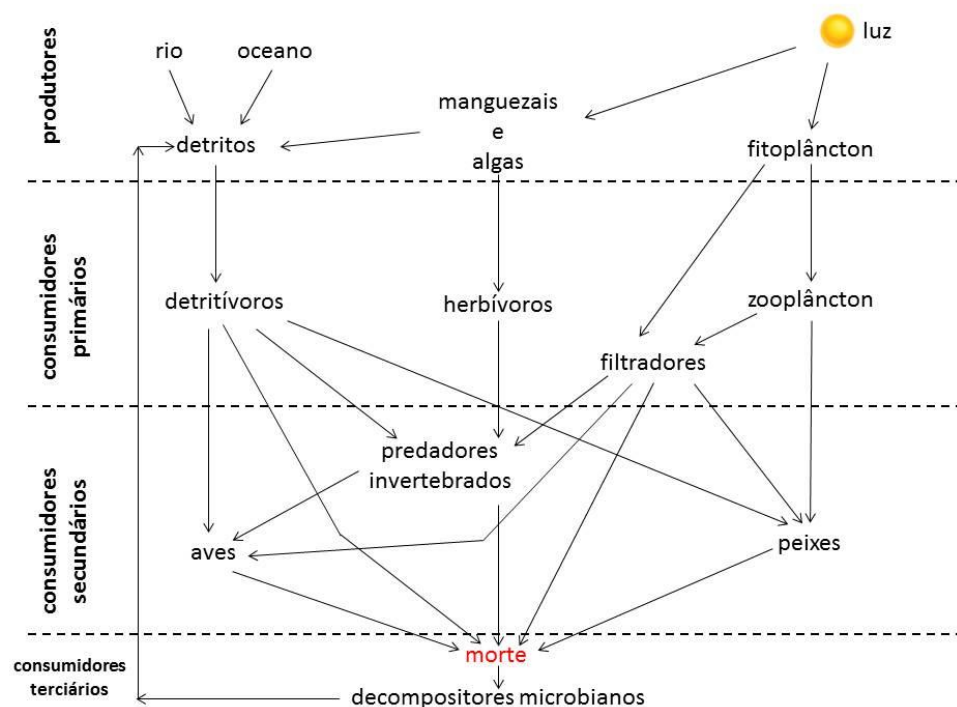 produtores
rio
oceano
luz
manguezais
e
algas
detritos
fitoplâncton
consumidores
primários
detritívoros
herbívoros
zooplâncton
filtradores
consumidores
secundários
predadores
invertebrados
aves
peixes
consumidores
terciários
morte
decompositores microbianos